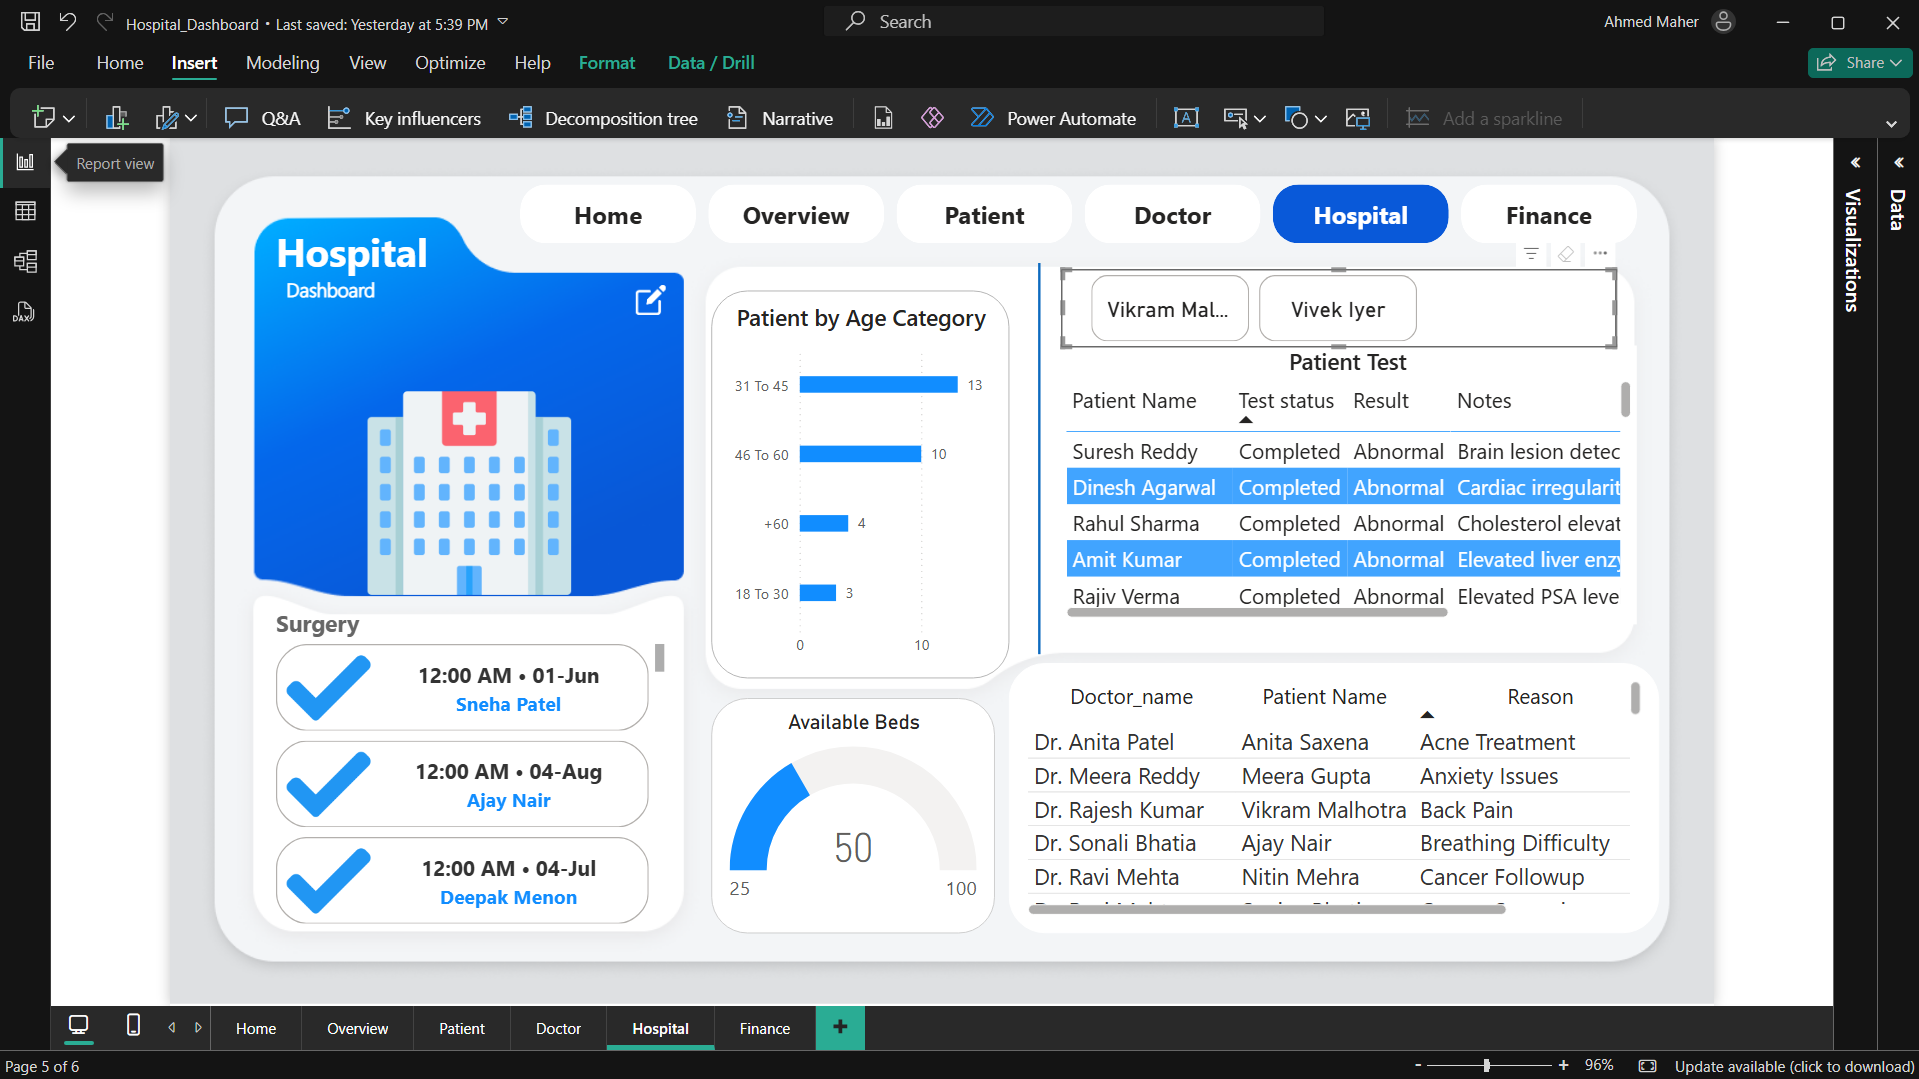 Hospital_Dashboard • Last saved: Yesterday at 5:39 PM
Search
Ahmed Maher
File Home Insert Modeling View Optimize Help Format Data / Drill
Share
Q&A Key influencers Decomposition tree Narrative Power Automate Add a sparkline
Report view
DAX
Home Overview Patient Doctor Hospital Finance
Hospital
Dashboard
Surgery
12:00 AM • 01-Jun
Sneha Patel
12:00 AM • 04-Aug
Ajay Nair
12:00 AM • 04-Jul
Deepak Menon
Patient by Age Category
31 To 45 13
46 To 60 10
+60 4
18 To 30 3
0 10
Available Beds
50
25 100
Vikram Mal... Vivek Iyer
Patient Test
Patient Name Test status Result Notes
Suresh Reddy Completed Abnormal Brain lesion detec
Dinesh Agarwal Completed Abnormal Cardiac irregularit
Rahul Sharma Completed Abnormal Cholesterol elevat
Amit Kumar Completed Abnormal Elevated liver enzy
Rajiv Verma Completed Abnormal Elevated PSA leve
Doctor_name Patient Name Reason
Dr. Anita Patel Anita Saxena Acne Treatment
Dr. Meera Reddy Meera Gupta Anxiety Issues
Dr. Rajesh Kumar Vikram Malhotra Back Pain
Dr. Sonali Bhatia Ajay Nair Breathing Difficulty
Dr. Ravi Mehta Nitin Mehra Cancer Followup
Visualizations
Data
Home Overview Patient Doctor Hospital Finance +
Page 5 of 6
- + 96%
Update available (click to download)